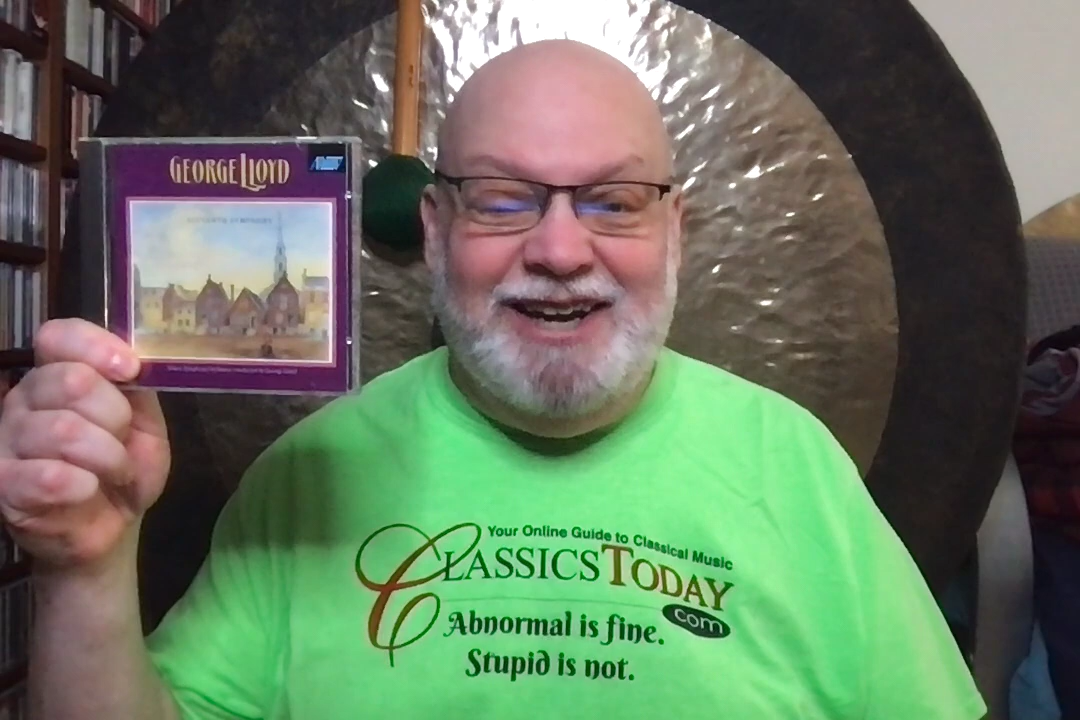 GEORGE LLOYD
Your Online Guide to Classical Music
CLASSICSTODAY
com
Abnormal is fine.
Stupid is not.